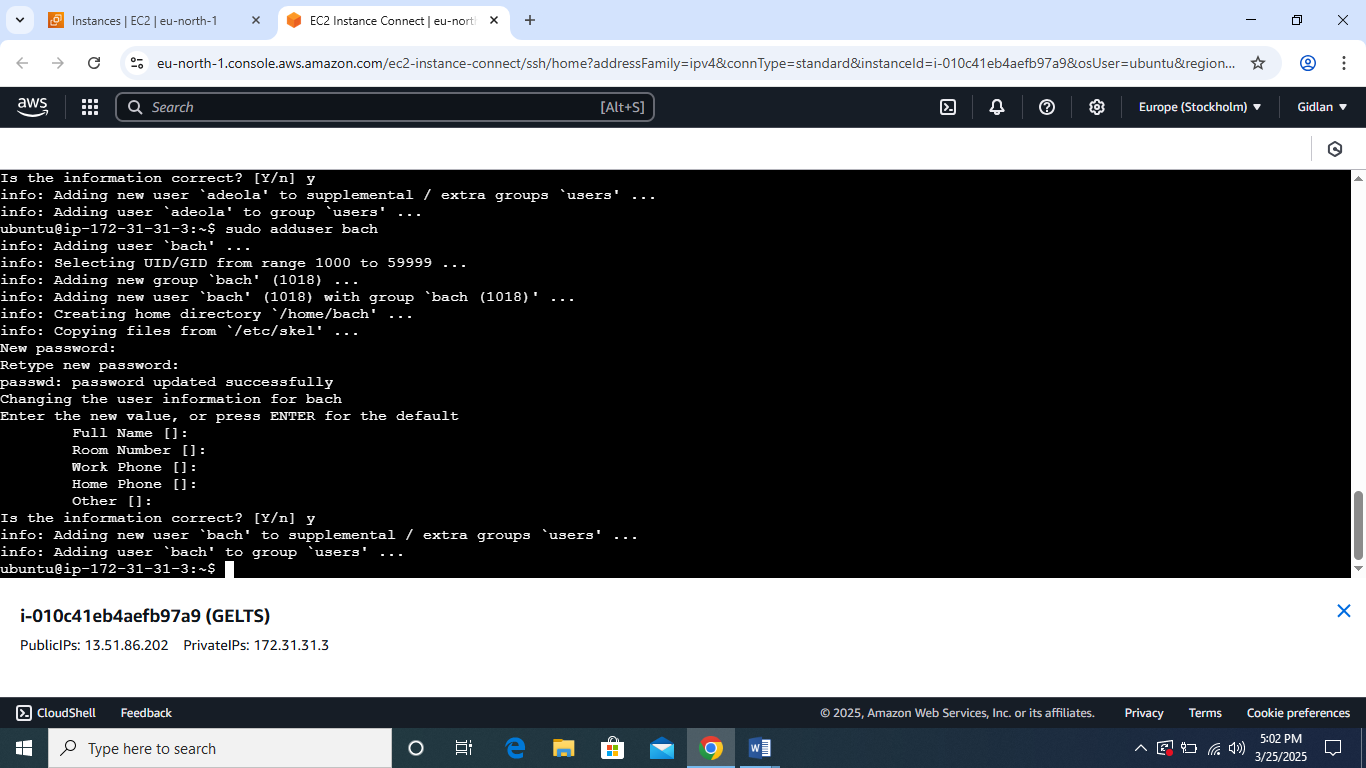 Instances | EC2 | eu-north-1
EC2 Instance Connect | eu-nort
eu-north-1.console.aws.amazon.com/ec2-instance-connect/ssh/home?addressFamily=ipv4&connType=standard&instanceId=i-010c41eb4aefb97a9&osUser=ubuntu&region...
aws
Search
[Alt+S]
Europe (Stockholm)
Gidlan
Is the information correct? [Y/n] y
info: Adding new user `adeola' to supplemental / extra groups `users' ...
info: Adding user `adeola' to group `users' ...
ubuntu@ip-172-31-31-3:~$ sudo adduser bach
info: Adding user `bach' ...
info: Selecting UID/GID from range 1000 to 59999 ...
info: Adding new group `bach' (1018) ...
info: Adding new user `bach' (1018) with group `bach (1018)' ...
info: Creating home directory `/home/bach' ...
info: Copying files from `/etc/skel' ...
New password:
Retype new password:
passwd: password updated successfully
Changing the user information for bach
Enter the new value, or press ENTER for the default
Full Name []:
Room Number []:
Work Phone []:
Home Phone []:
Other []:
Is the information correct? [Y/n] y
info: Adding new user `bach' to supplemental / extra groups `users' ...
info: Adding user `bach' to group `users' ...
ubuntu@ip-172-31-31-3:~$
i-010c41eb4aefb97a9 (GELTS)
PublicIPs: 13.51.86.202 PrivateIPs: 172.31.31.3
CloudShell
Feedback
© 2025, Amazon Web Services, Inc. or its affiliates.
Privacy
Terms
Cookie preferences
Type here to search
5:02 PM
3/25/2025